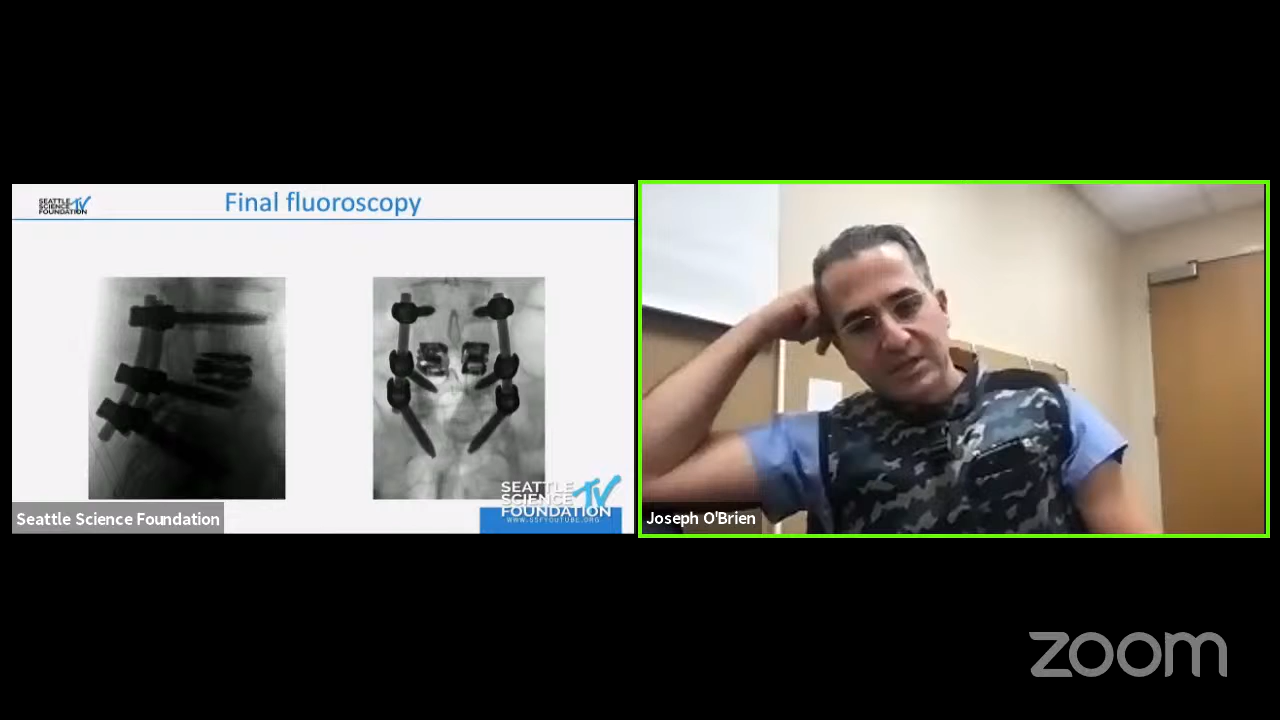 SEATTLE
SCIENCE TV
FOUNDATION
Final fluoroscopy
SEATTLE
SCIENCE TV
FOUNDATION
WWW.SSFYOUTUBE.ORG
Seattle Science Foundation
Joseph O'Brien
zoom